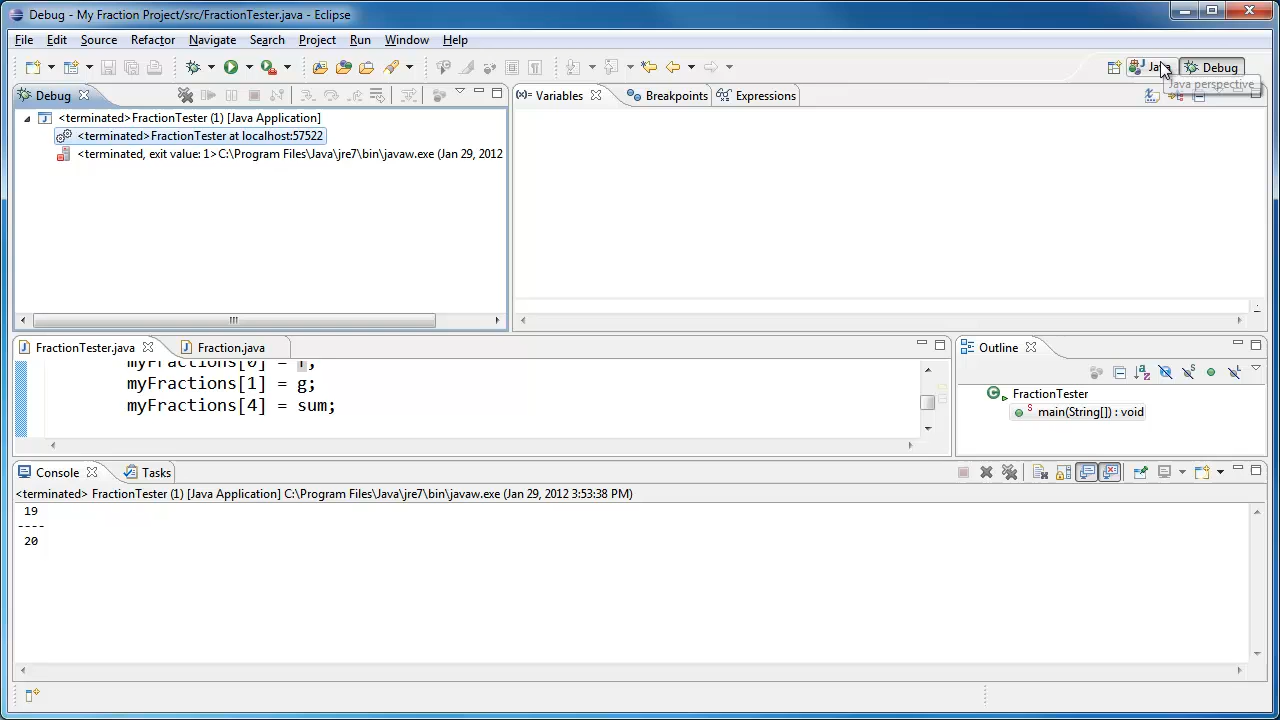 Debug - My Fraction Project/src/FractionTester.java - Eclipse
File Edit Source Refactor Navigate Search Project Run Window Help
Java Debug
Java perspective
Debug
Variables Breakpoints Expressions
<terminated>FractionTester (1) [Java Application]
<terminated>FractionTester at localhost:57522
<terminated, exit value: 1>C:\Program Files\Java\jre7\bin\javaw.exe (Jan 29, 2012
FractionTester.java Fraction.java
Outline
myFractions[0] = f;
myFractions[1] = g;
myFractions[4] = sum;
FractionTester
main(String[]) : void
Console Tasks
<terminated> FractionTester (1) [Java Application] C:\Program Files\Java\jre7\bin\javaw.exe (Jan 29, 2012 3:53:38 PM)
19
----
20